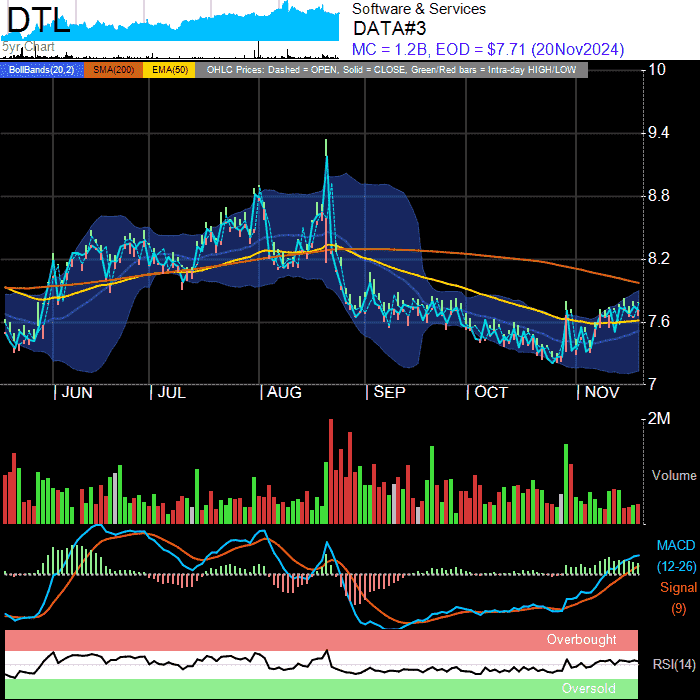 DTL
5yr Chart
Software & Services
DATA#3
MC = 1.2B, EOD = $7.71 (20Nov2024)
BollBands(20,2) SMA(200) EMA(50) OHLC Prices: Dashed = OPEN, Solid = CLOSE, Green/Red bars = Intra-day HIGH/LOW
10
9.4
8.8
8.2
7.6
7
JUN JUL AUG SEP OCT NOV
2M
Volume
MACD
(12-26)
Signal
(9)
Overbought
RSI(14)
Oversold